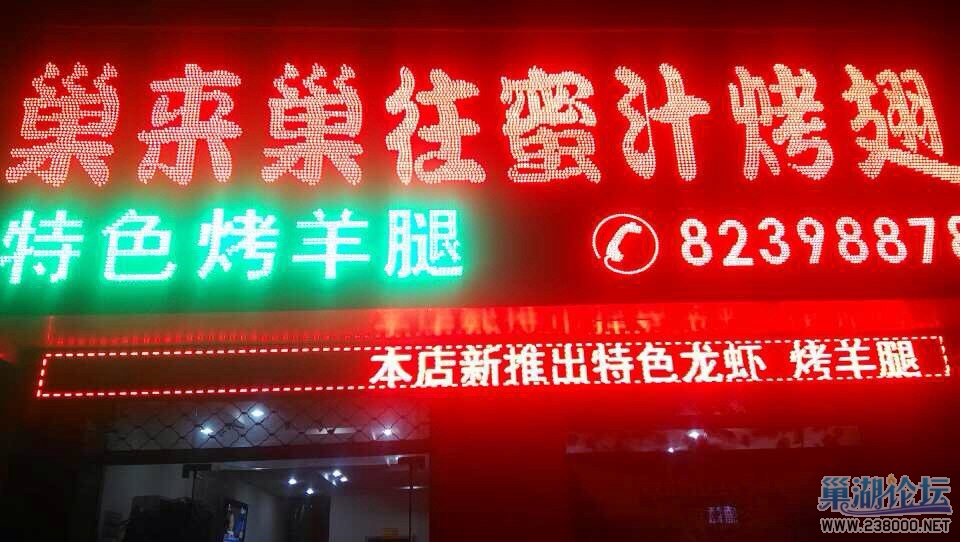 巢来巢往蜜汁烤翅
特色烤羊腿 82398878
本店新推出特色龙虾 烤羊腿
巢湖论坛
WWW.238000.NET